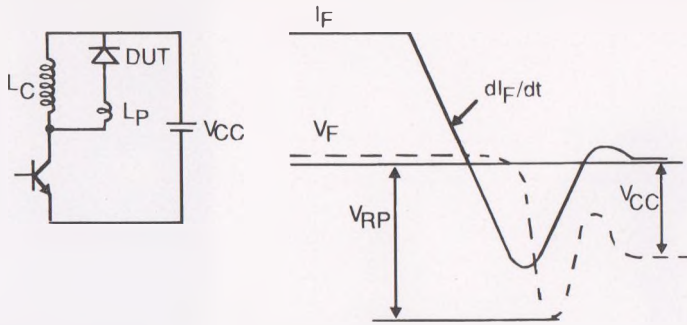 DUT
LC
LP
VCC
IF
dIF/dt
VF
VRP
VCC